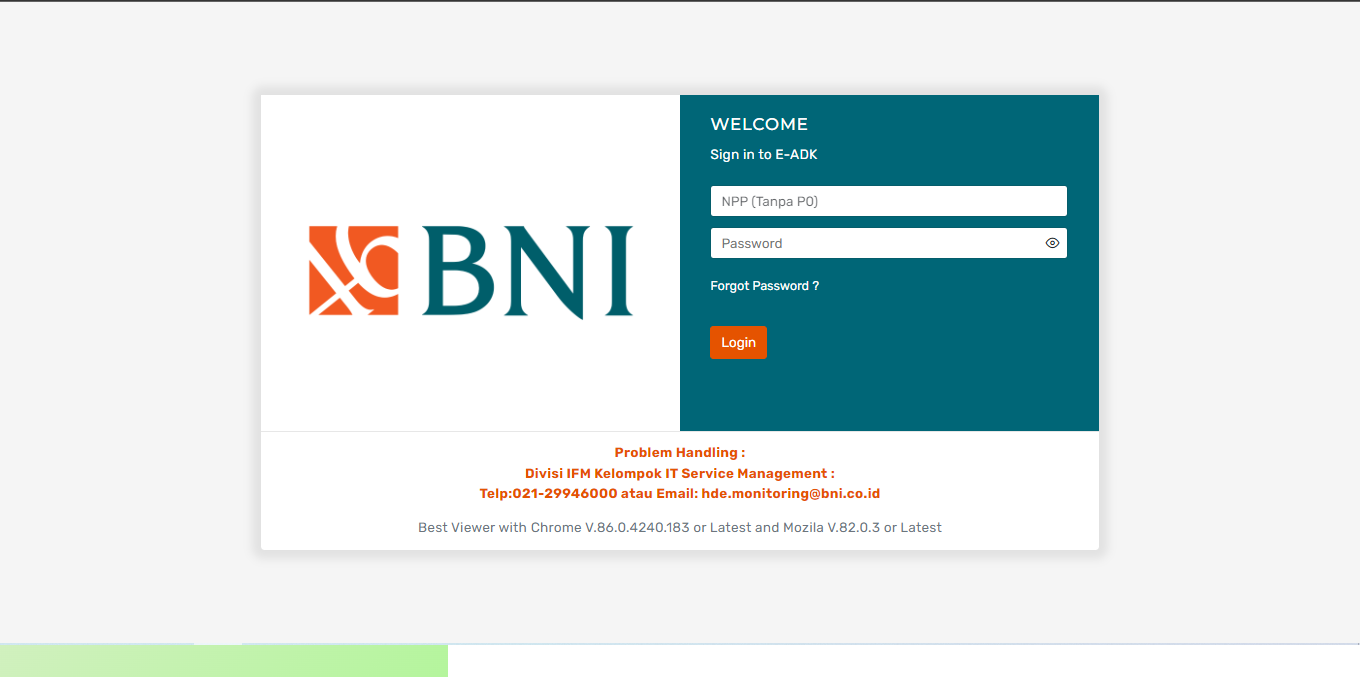 BNI
WELCOME
Sign in to E-ADK
NPP (Tanpa P0)
Password
Forgot Password ?
Login
Problem Handling :
Divisi IFM Kelompok IT Service Management :
Telp:021-29946000 atau Email: hde.monitoring@bni.co.id
Best Viewer with Chrome V.86.0.4240.183 or Latest and Mozila V.82.0.3 or Latest